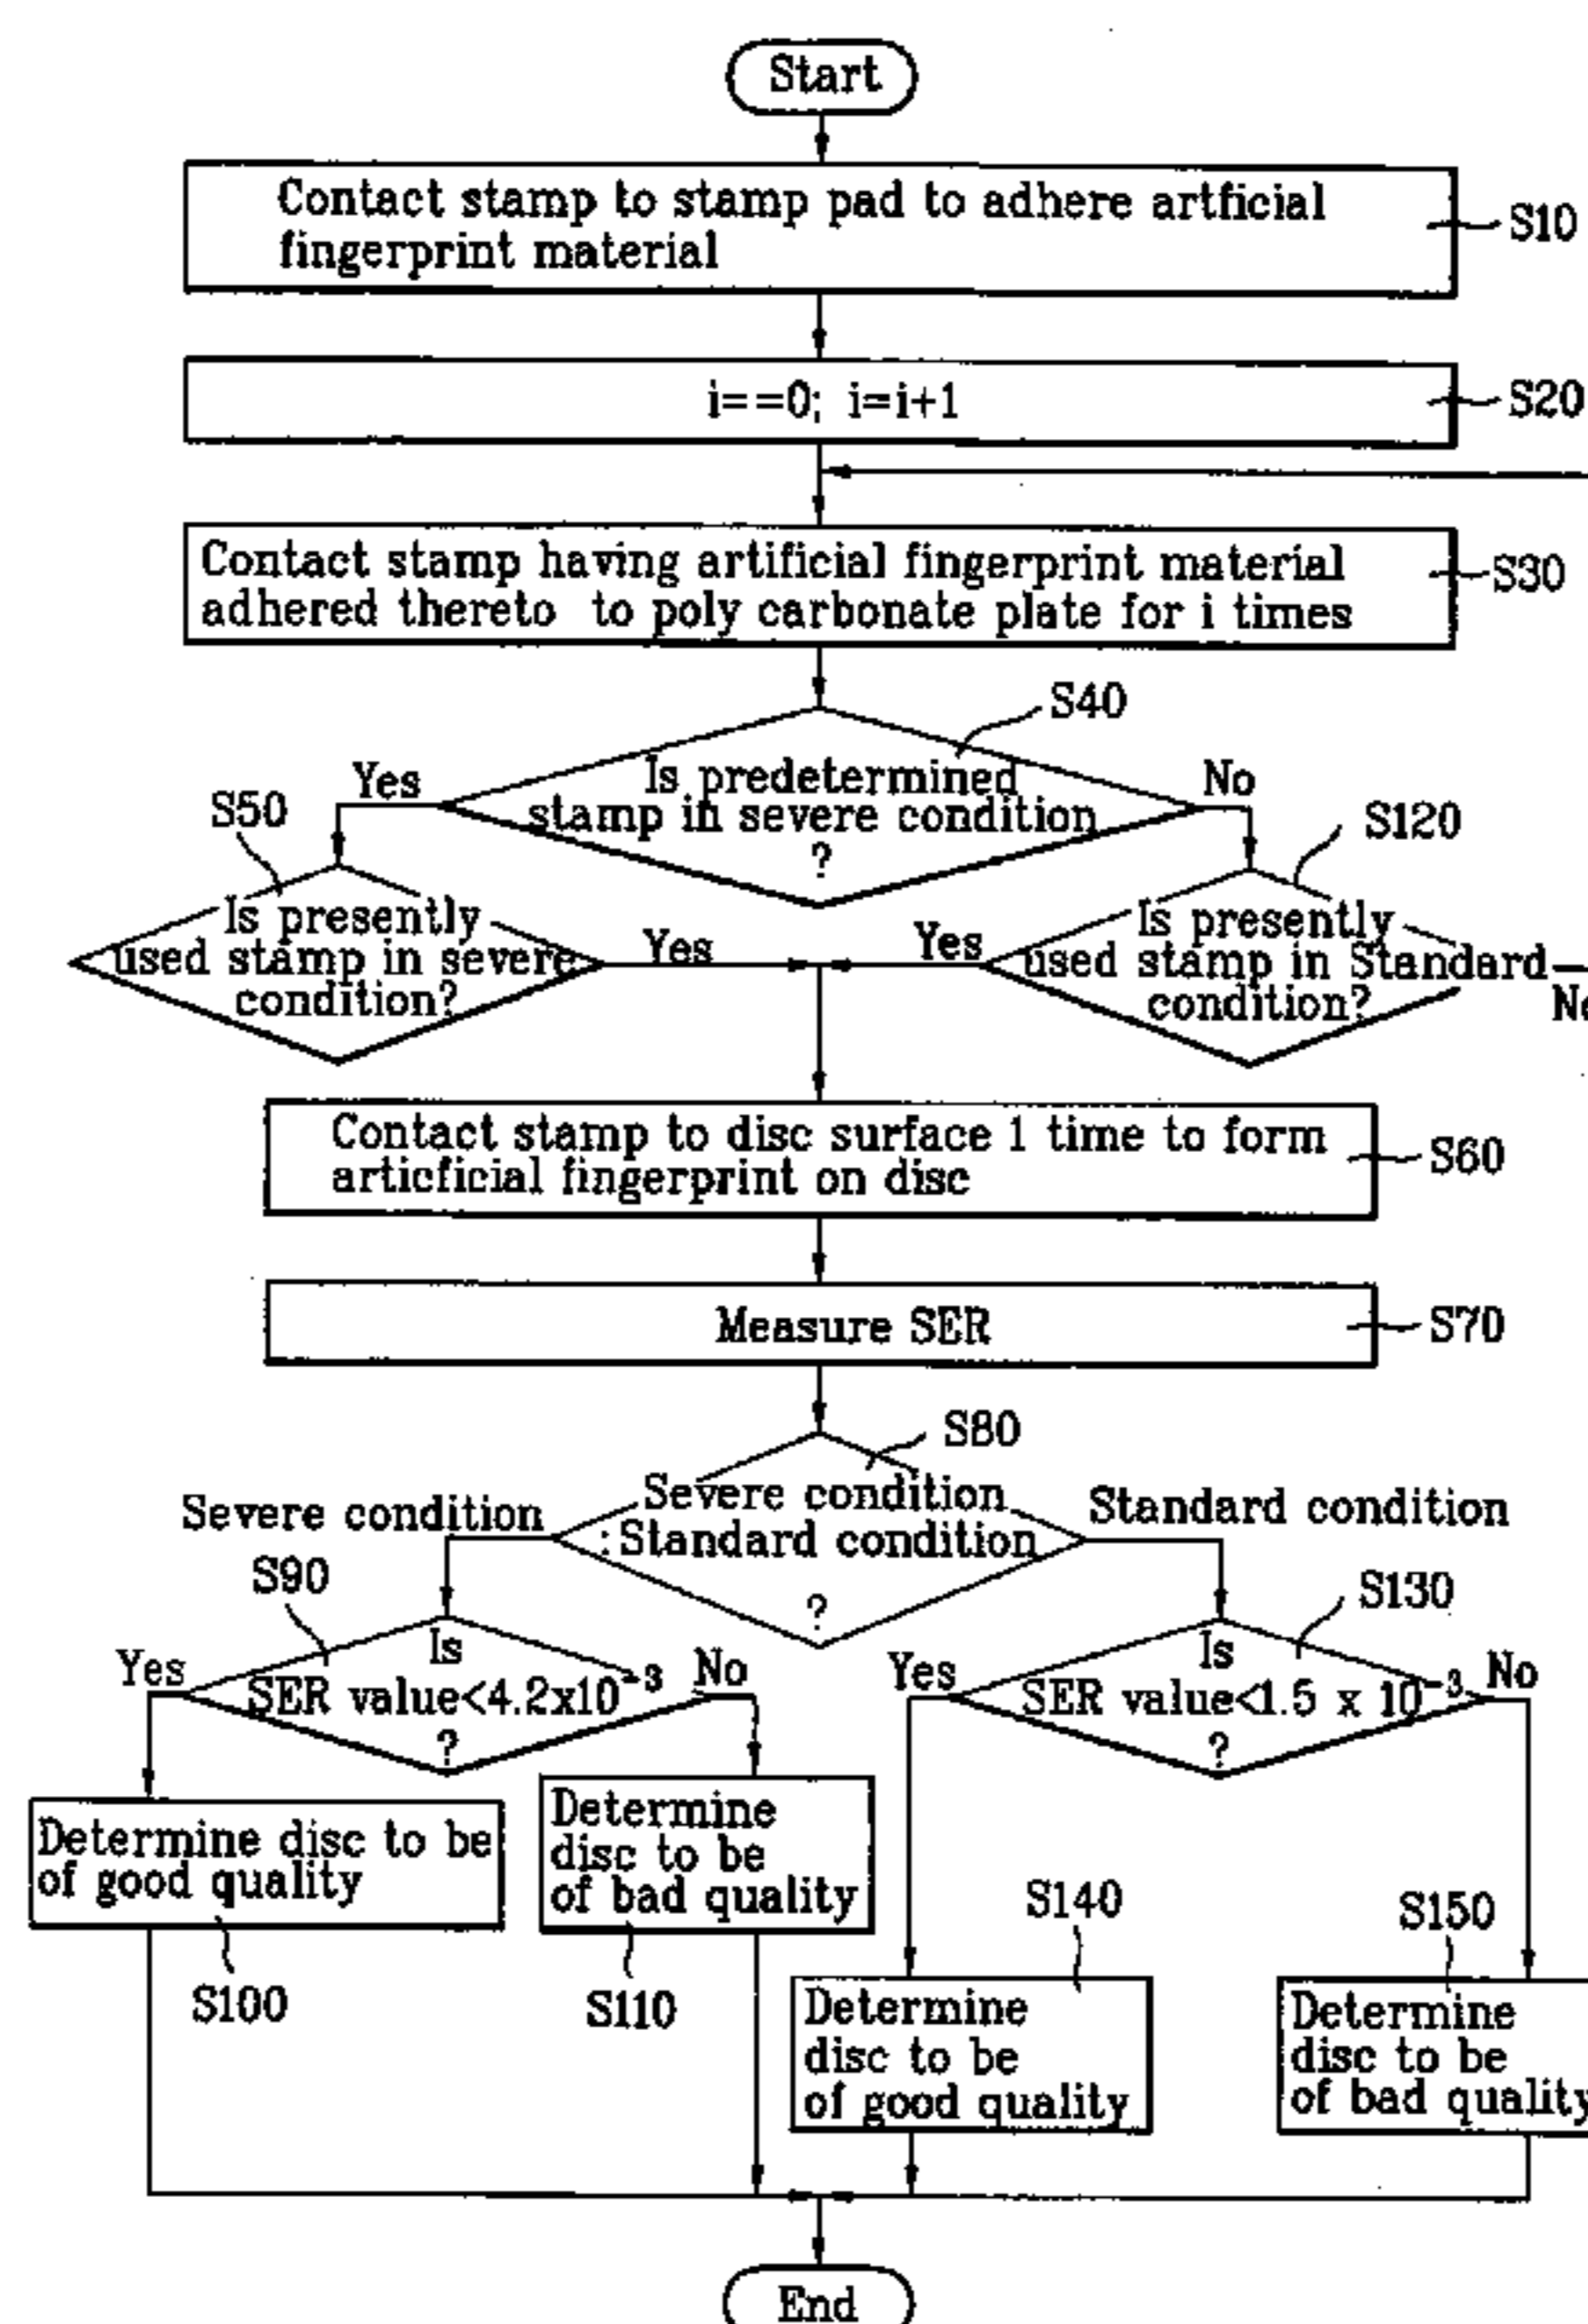 Start
Contact stamp to stamp pad to adhere artficial
fingerprint material
S10
i==0; i=i+1
S20
Contact stamp having artificial fingerprint material
adhered thereto to poly carbonate plate for i times
S30
S40
Is predetermined
stamp in severe condition
?
Yes
No
S50
Is presently
used stamp in severe
condition?
Yes
S120
Is presently
used stamp in Standard
condition?
Yes
Contact stamp to disc surface 1 time to form
articficial fingerprint on disc
S60
Measure SER
S70
S80
Severe condition
:Standard condition
?
Severe condition
Standard condition
S90
Is
SER value<4.2x10⁻³
?
Yes
No
S130
Is
SER value<1.5 x 10⁻³
?
Yes
No
Determine disc to be
of good quality
S100
Determine
disc to be
of bad quality
S110
S140
Determine
disc to be
of good quality
S150
Determine
disc to be
of bad quality
End